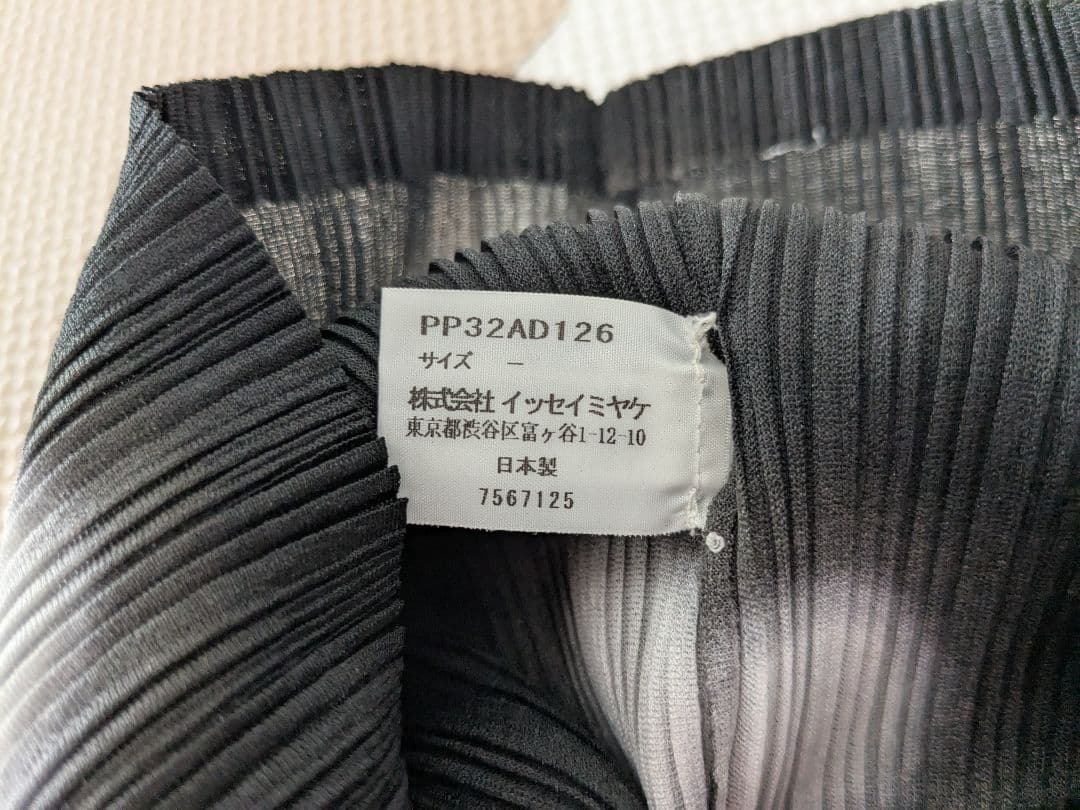 PP32AD126
サイズ －
株式会社 イッセイミヤケ
東京都渋谷区富ヶ谷1-12-10
日本製
7567125